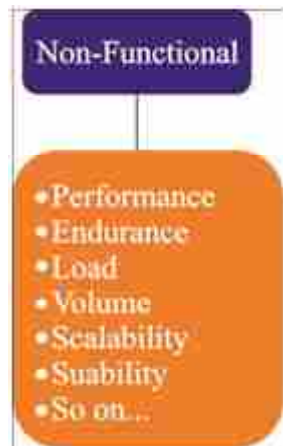 Non-Functional
•Performance
•Endurance
•Load
•Volume
•Scalability
•Suability
•So on...